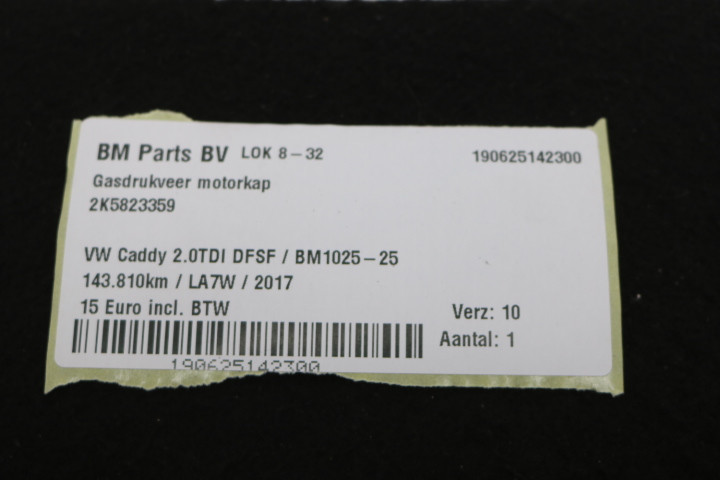 BM Parts BV LOK 8-32 190625142300
Gasdrukveer motorkap
2K5823359
VW Caddy 2.0TDI DFSF / BM1025-25
143.810km / LA7W / 2017
15 Euro incl. BTW Verz: 10
Aantal: 1
190625142300